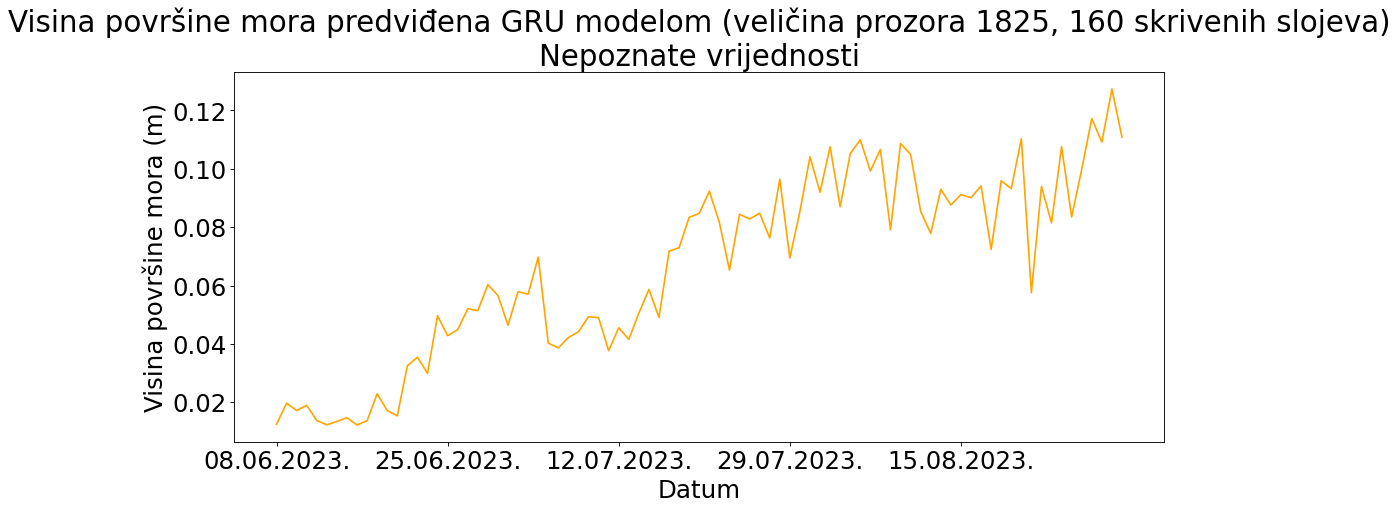 Visina površine mora predviđena GRU modelom (veličina prozora 1825, 160 skrivenih slojeva)
Nepoznate vrijednosti
Visina površine mora (m)
0.12
0.10
0.08
0.06
0.04
0.02
08.06.2023. 25.06.2023. 12.07.2023. 29.07.2023. 15.08.2023.
Datum